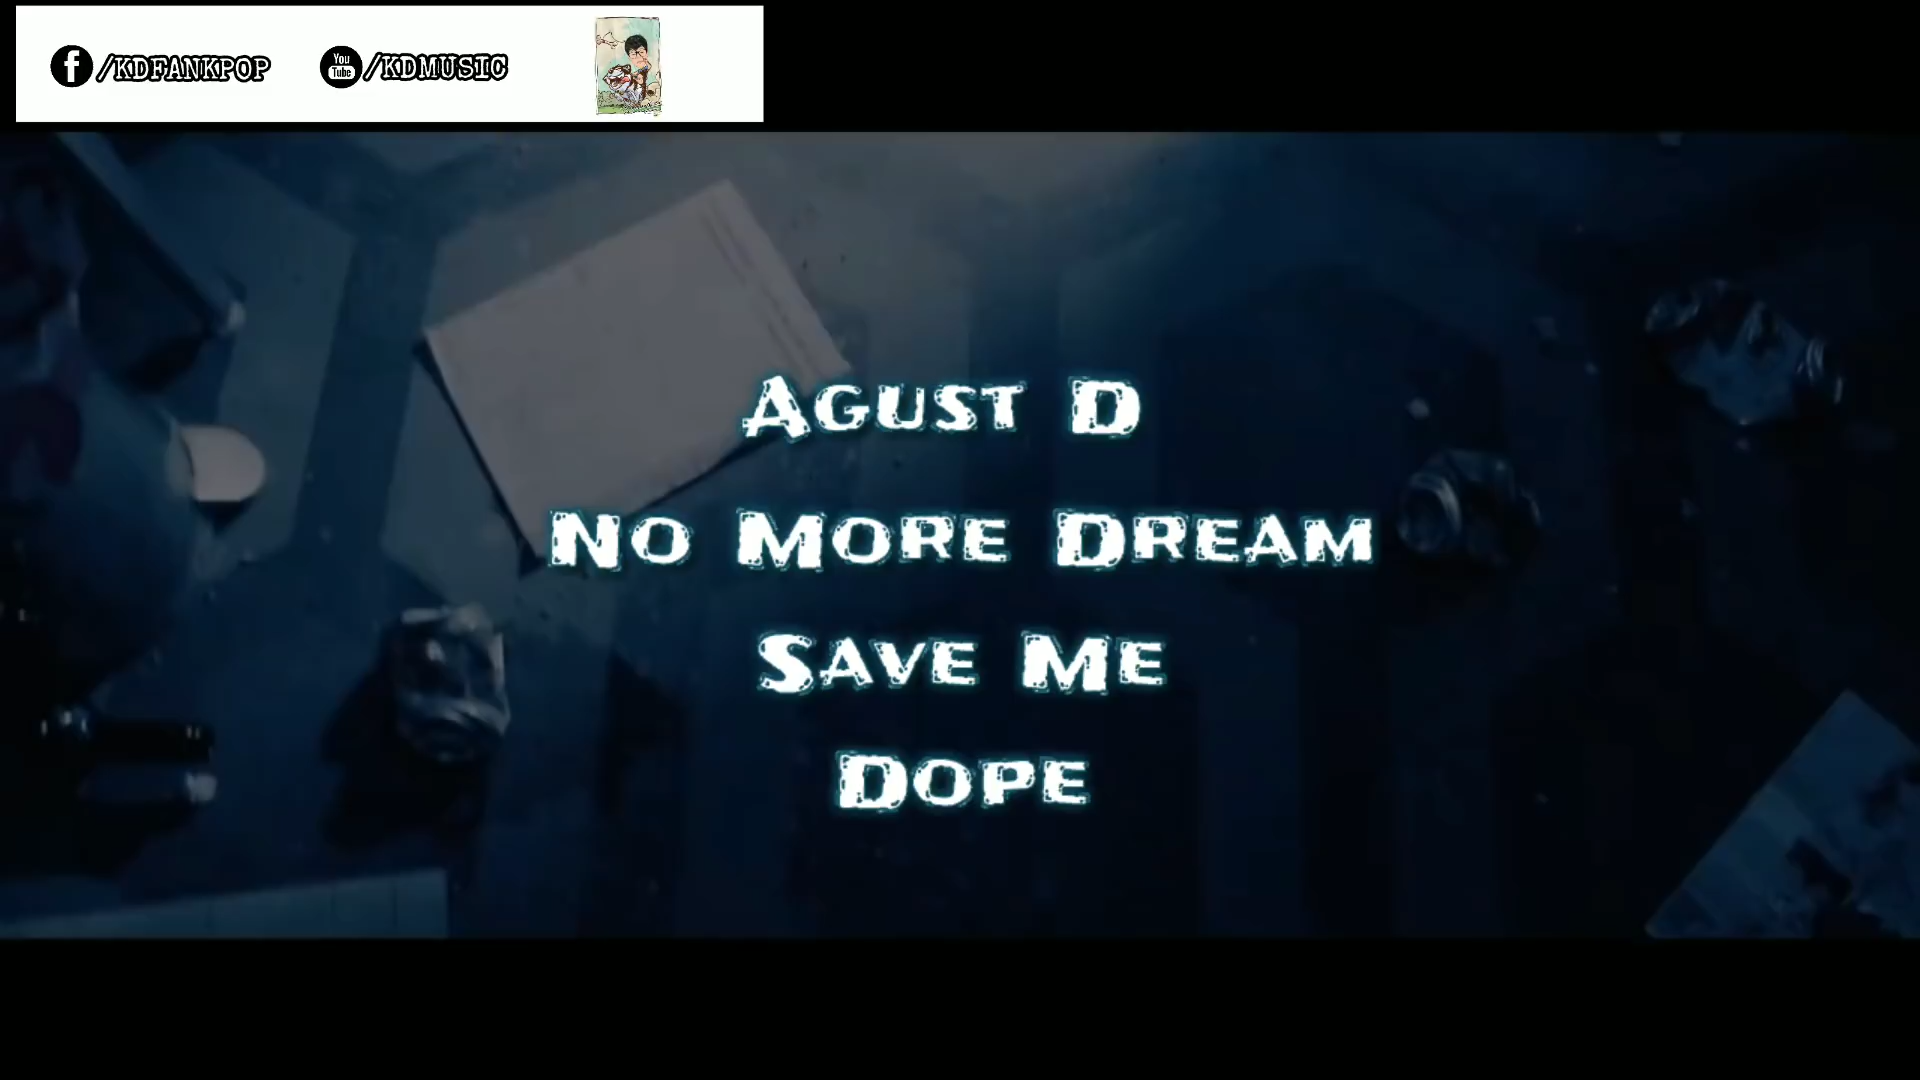 /KDFANKPOP
You Tube /KDMUSIC
AGUST D
NO MORE DREAM
SAVE ME
DOPE